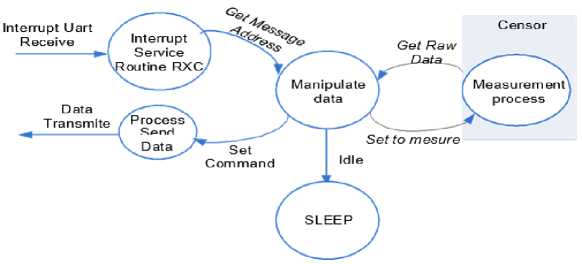 Interrupt Uart
Receive
Interrupt
Service
Routine RXC
Get Message
Address
Manipulate
data
Get Raw
Data
Censor
Measurement
process
Set to mesure
Data
Transmite
Process
Send
Data
Set
Command
Idle
SLEEP